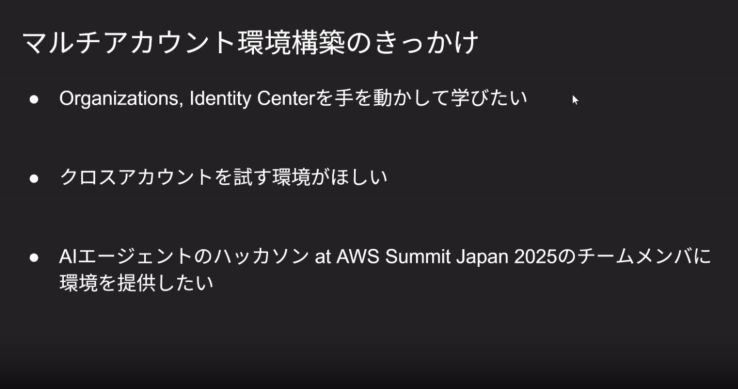 マルチアカウント環境構築のきっかけ
● Organizations, Identity Centerを手を動かして学びたい
● クロスアカウントを試す環境がほしい
● AIエージェントのハッカソン at AWS Summit Japan 2025のチームメンバに
環境を提供したい